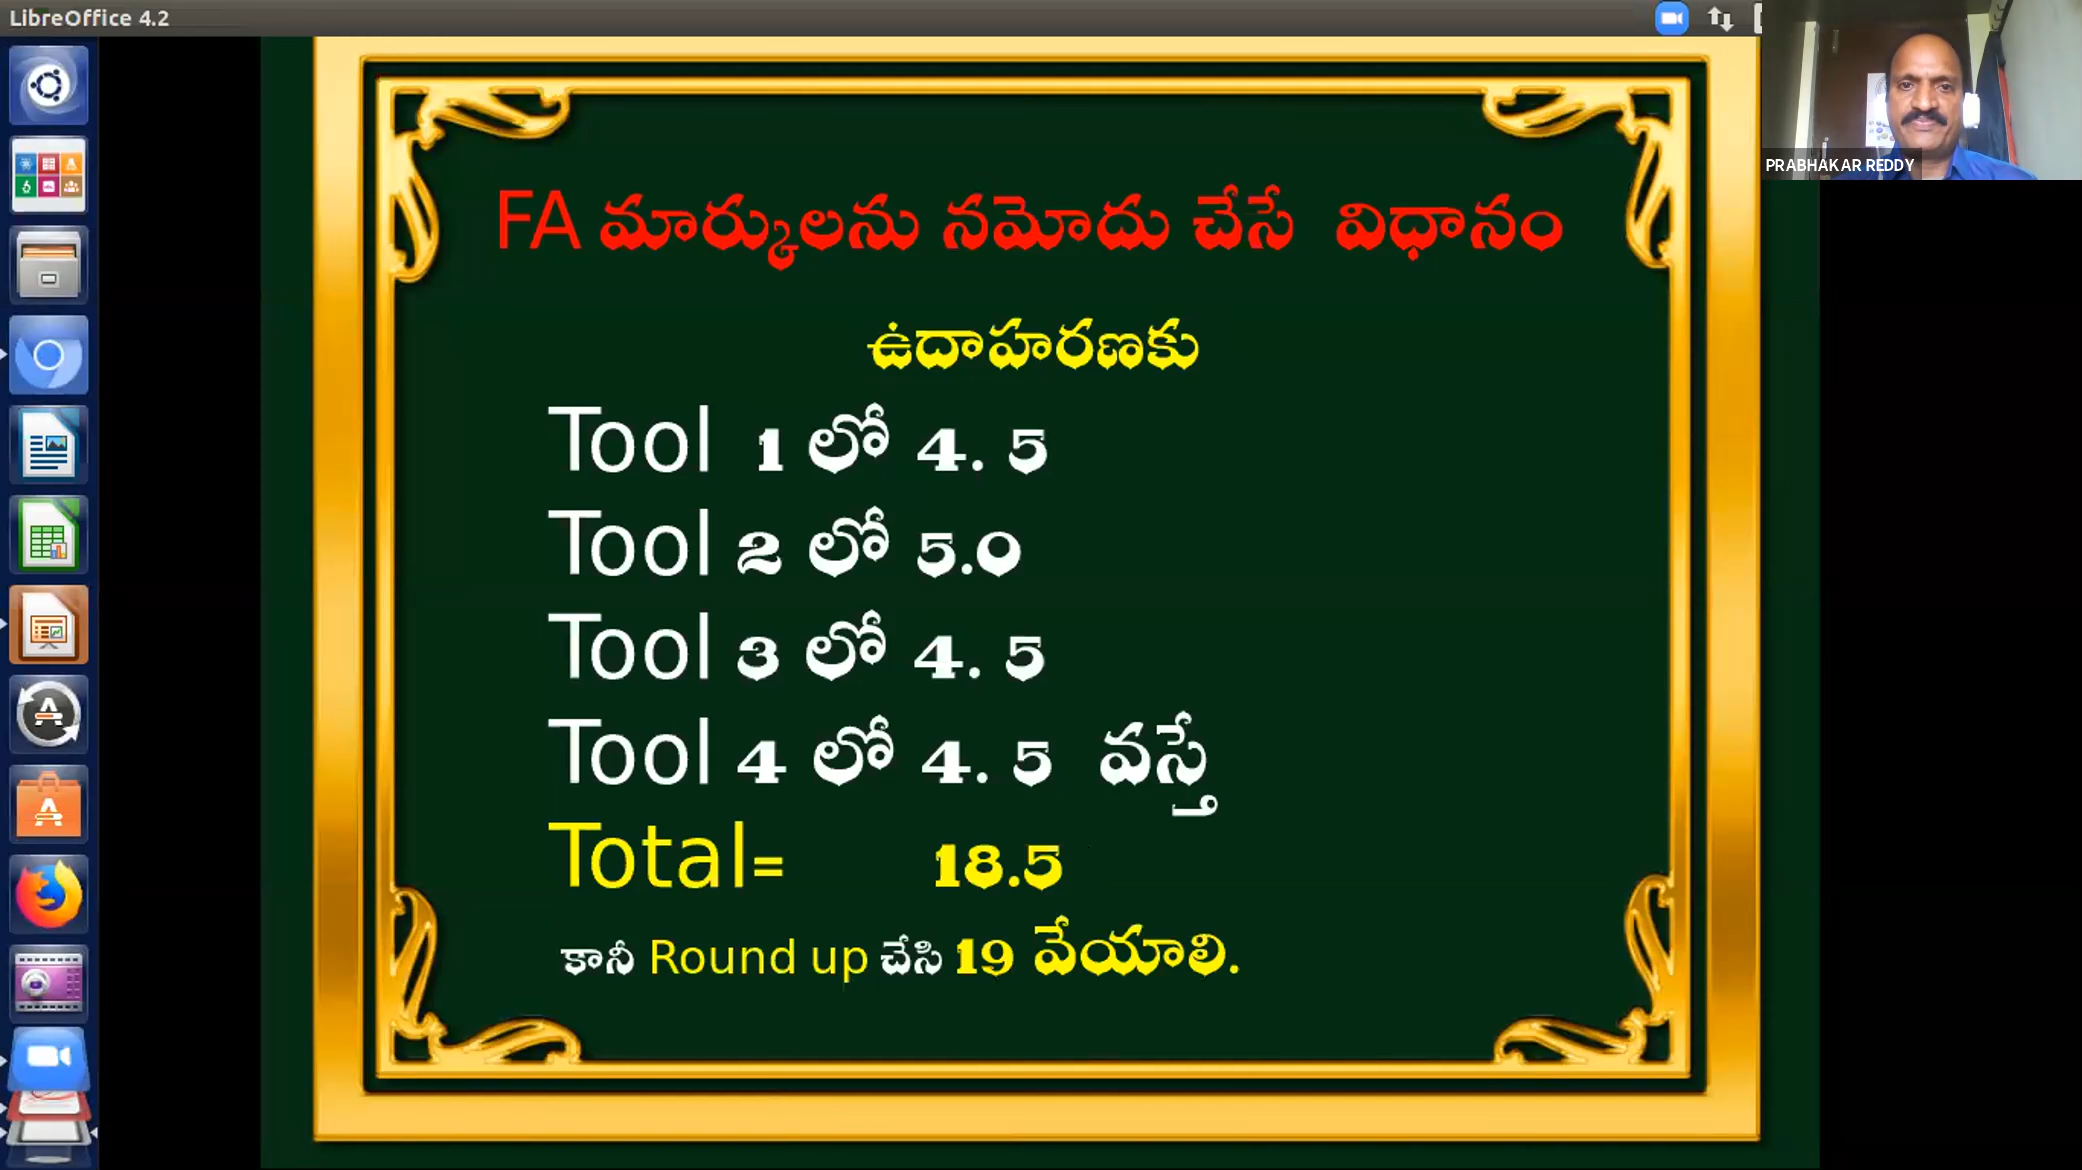 LibreOffice 4.2
PRABHAKAR REDDY
FA మార్కులను నమోదు చేసే విధానం
ఉదాహరణకు
Tool 1 లో 4. 5
Tool 2 లో 5.0
Tool 3 లో 4. 5
Tool 4 లో 4. 5 వస్తే
Total= 18.5
కానీ Round up చేసి 19 వేయాలి.